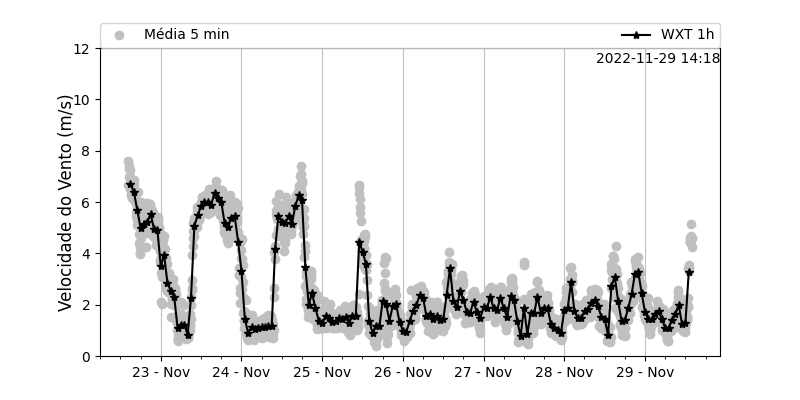 Média 5 min
WXT 1h
2022-11-29 14:18
Velocidade do Vento (m/s)
12
10
8
6
4
2
0
23 - Nov
24 - Nov
25 - Nov
26 - Nov
27 - Nov
28 - Nov
29 - Nov